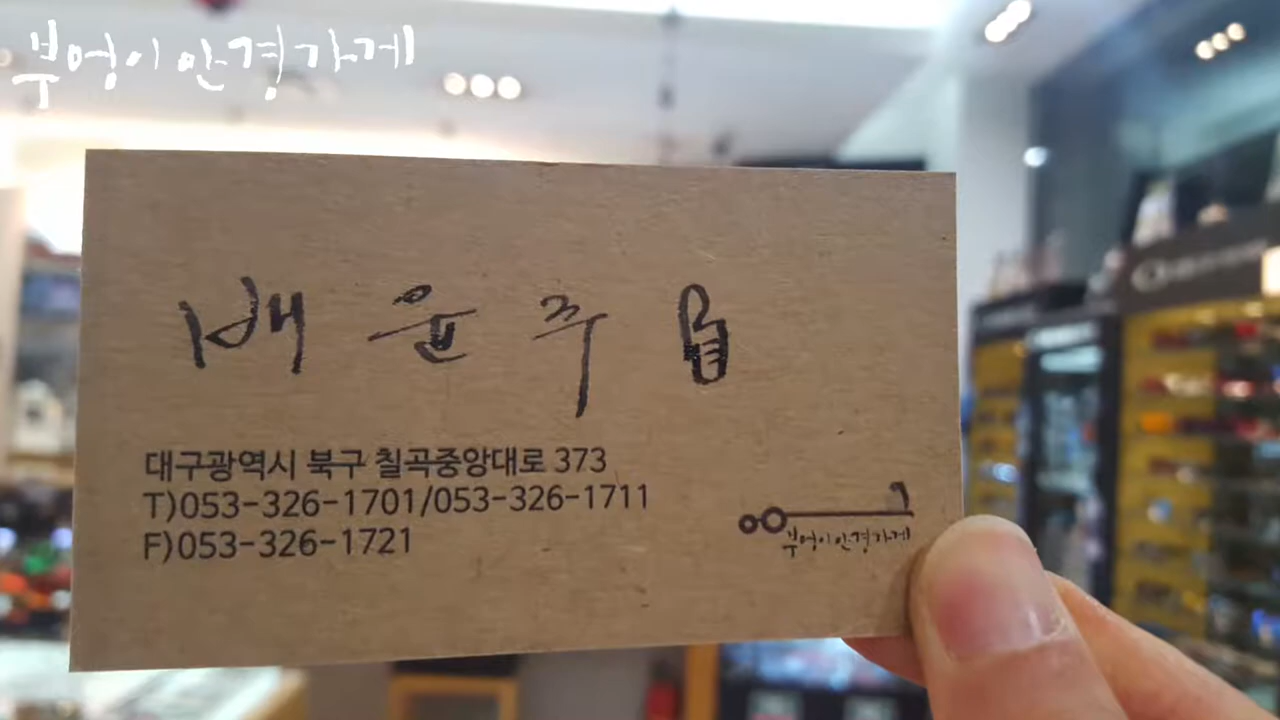 부엉이안경가게
배윤주
대구광역시 북구 칠곡중앙대로 373
T)053-326-1701/053-326-1711
F)053-326-1721
부엉이안경가게